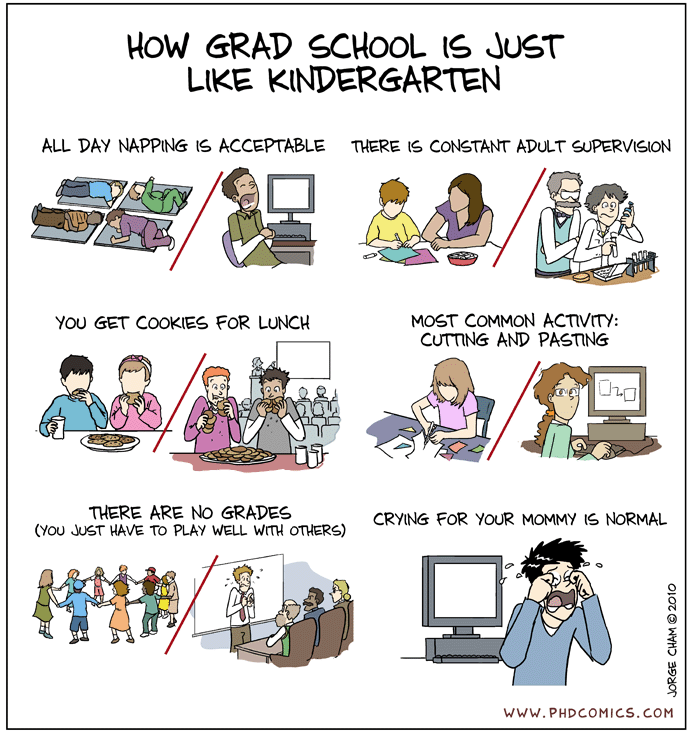 HOW GRAD SCHOOL IS JUST
LIKE KINDERGARTEN
ALL DAY NAPPING IS ACCEPTABLE
THERE IS CONSTANT ADULT SUPERVISION
YOU GET COOKIES FOR LUNCH
MOST COMMON ACTIVITY:
CUTTING AND PASTING
THERE ARE NO GRADES
(YOU JUST HAVE TO PLAY WELL WITH OTHERS)
CRYING FOR YOUR MOMMY IS NORMAL
JORGE CHAM © 2010
WWW.PHDCOMICS.COM